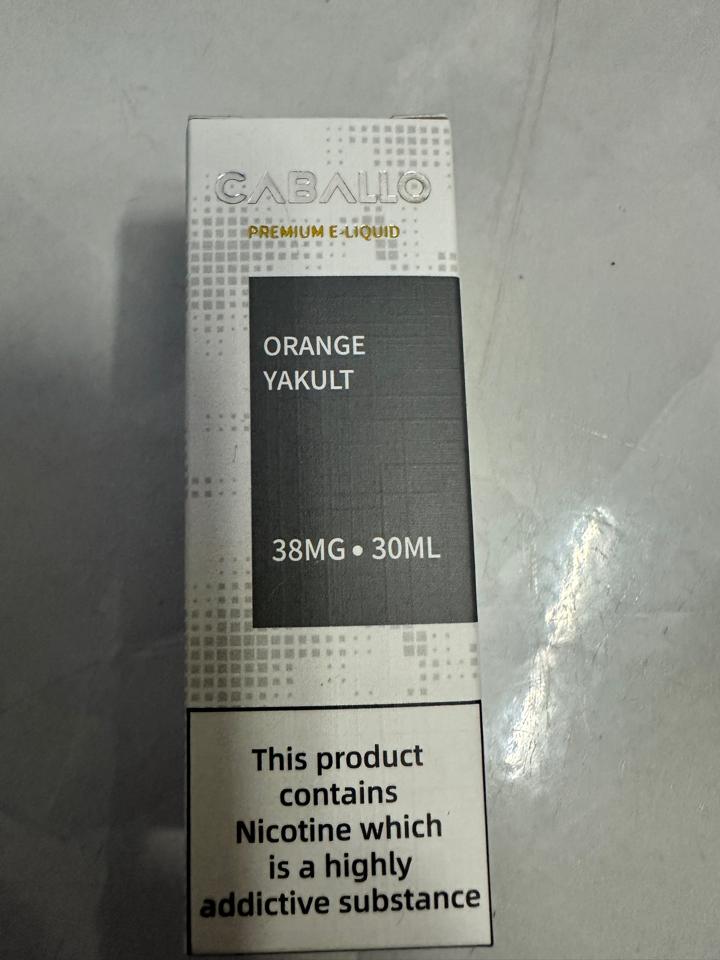 CABALLO
PREMIUM E-LIQUID
ORANGE
YAKULT
38MG • 30ML
This product
contains
Nicotine which
is a highly
addictive substance